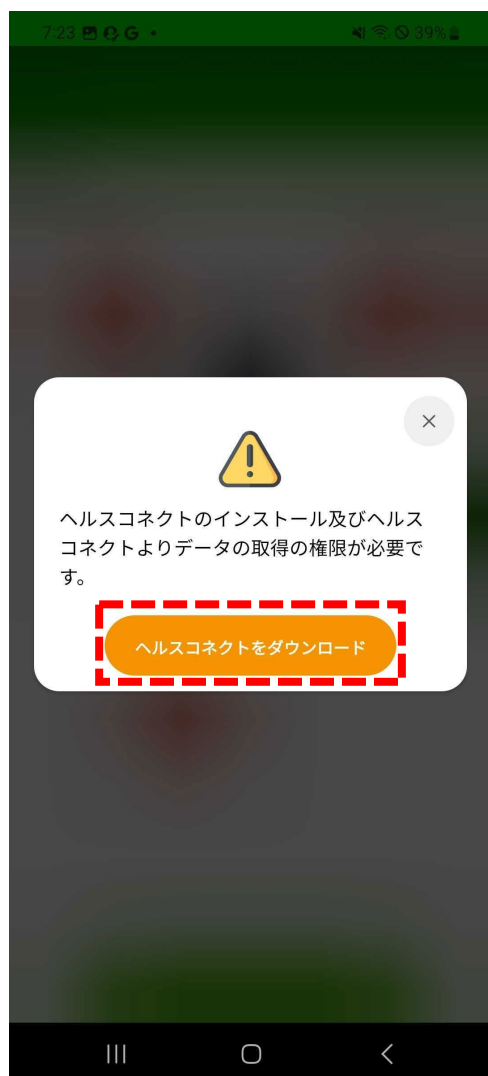 7:23
39%
ヘルスコネクトのインストール及びヘルス
コネクトよりデータの取得の権限が必要で
す。
ヘルスコネクトをダウンロード